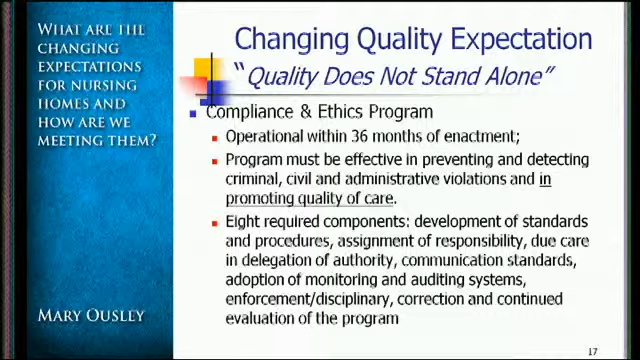 WHAT ARE THE
CHANGING
EXPECTATIONS
FOR NURSING
HOMES AND
HOW ARE WE
MEETING THEM?
MARY OUSLEY
Changing Quality Expectation
"Quality Does Not Stand Alone"
Compliance & Ethics Program
Operational within 36 months of enactment;
Program must be effective in preventing and detecting
criminal, civil and administrative violations and in
promoting quality of care.
Eight required components: development of standards
and procedures, assignment of responsibility, due care
in delegation of authority, communication standards,
adoption of monitoring and auditing systems,
enforcement/disciplinary, correction and continued
evaluation of the program
17